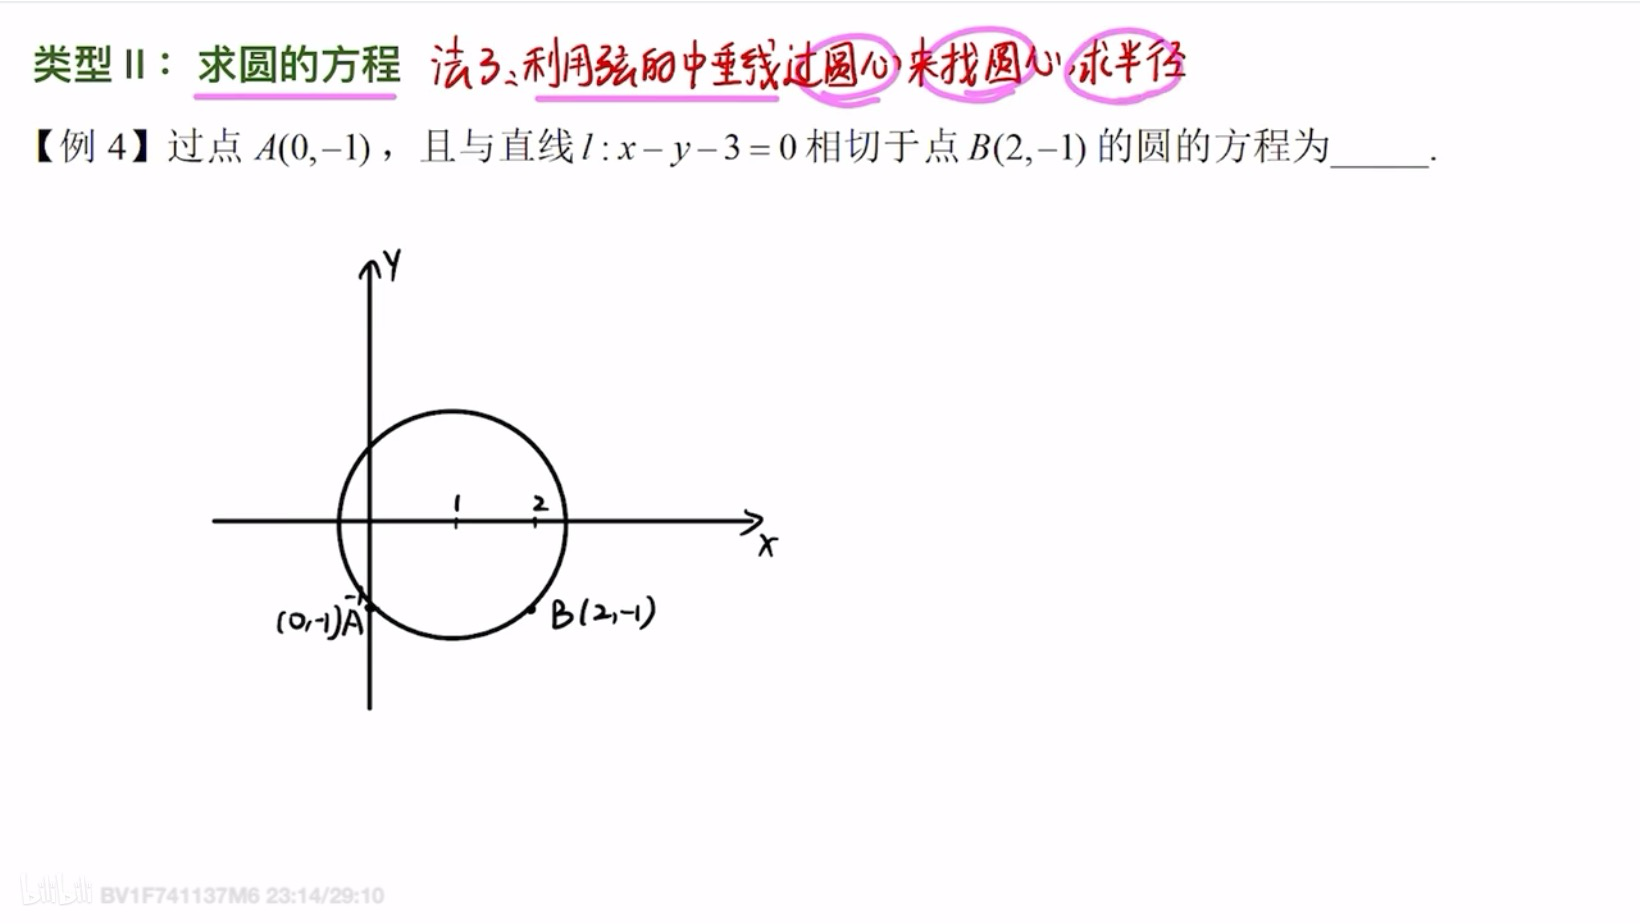 类型 II：求圆的方程 法3、利用弦的中垂线过圆心来找圆心,求半径
【例 4】过点 A(0,−1)，且与直线 l : x − y − 3 = 0 相切于点 B(2,−1) 的圆的方程为_____.
Y
1 2
x
-1
(0,-1)A B(2,-1)
bilibili BV1F741137M6 23:14/29:10